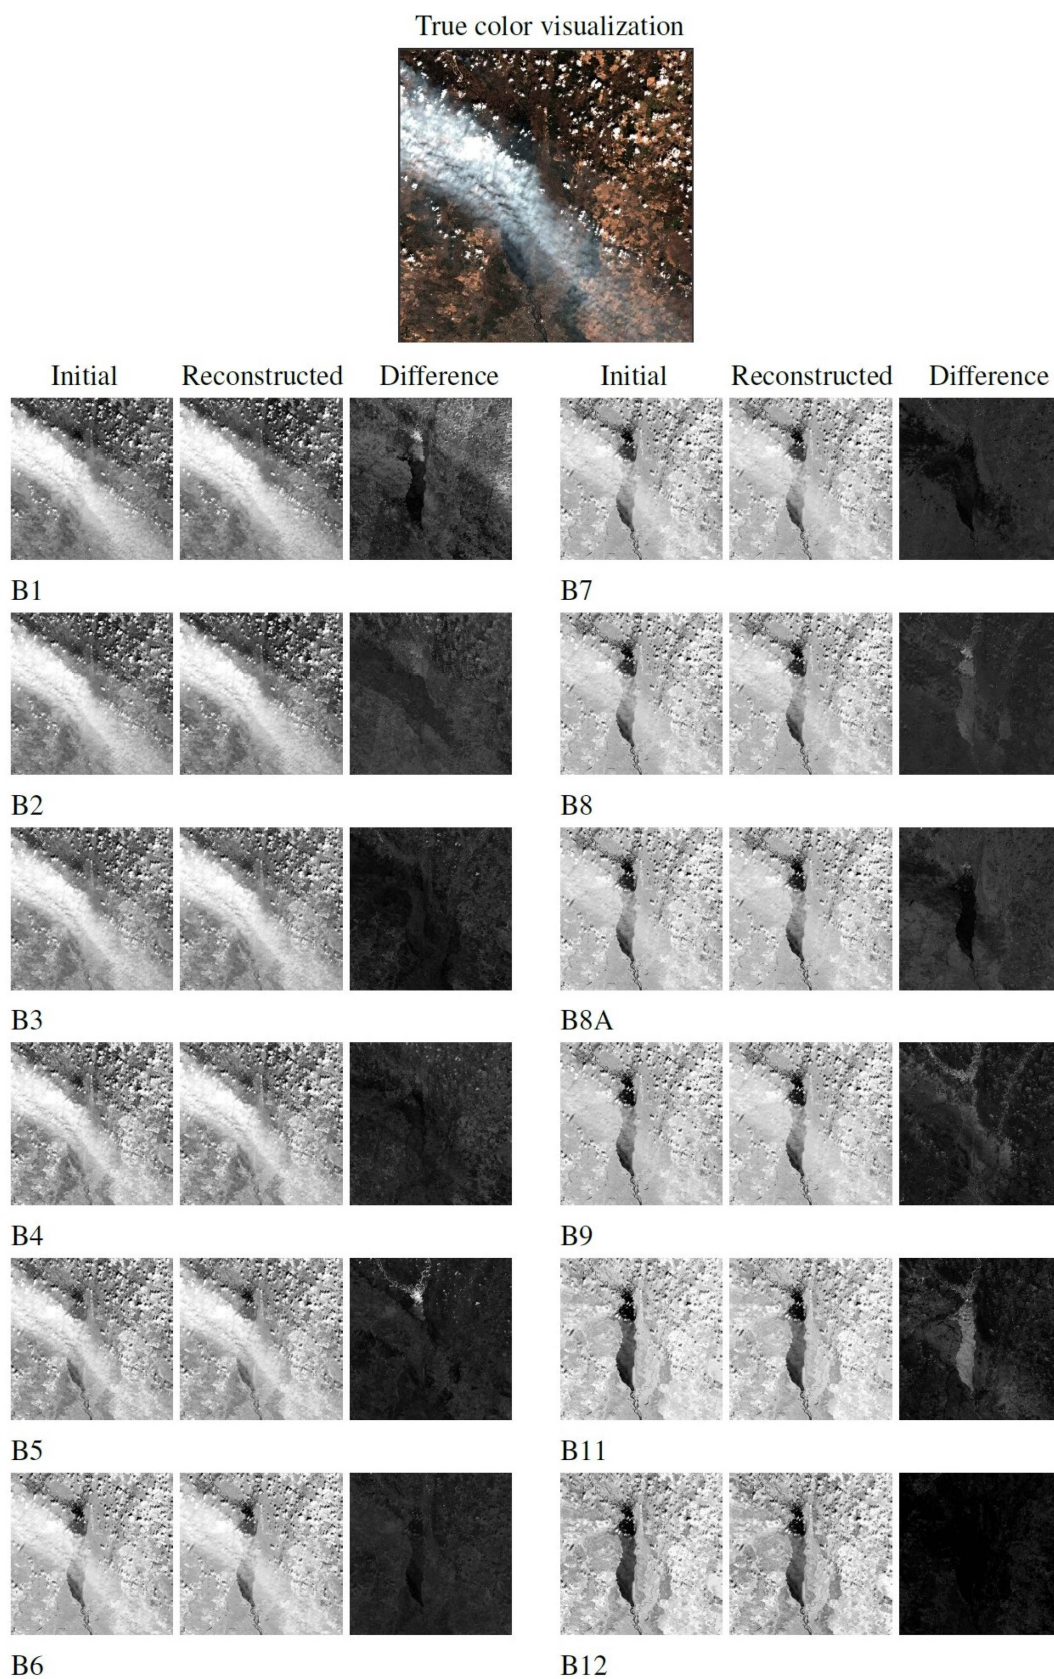 True color visualization
Initial Reconstructed Difference Initial Reconstructed Difference
B1 B7
B2 B8
B3 B8A
B4 B9
B5 B11
B6 B12